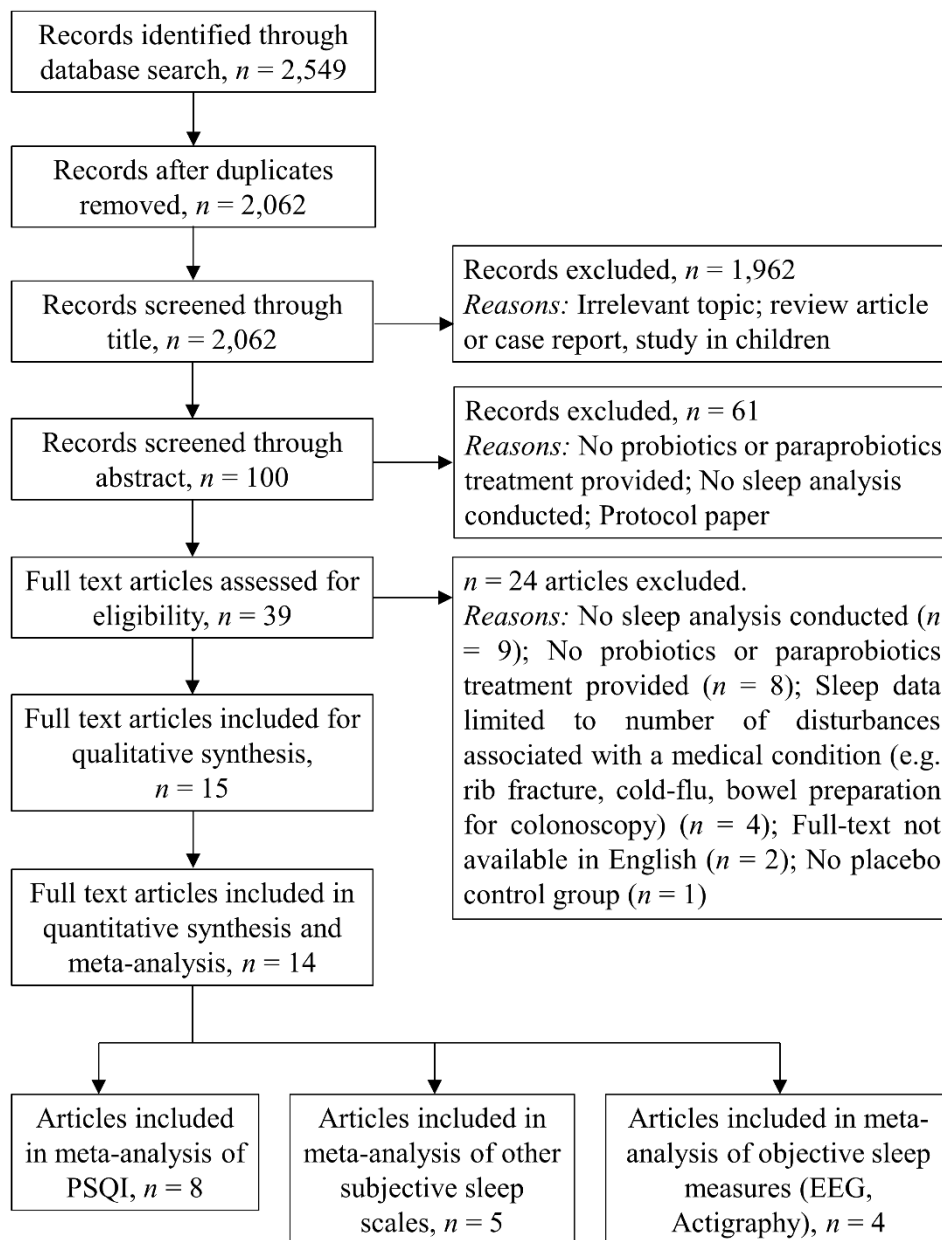 Records identified through
database search, n = 2,549
Records after duplicates
removed, n = 2,062
Records screened through
title, n = 2,062
Records excluded, n = 1,962
Reasons: Irrelevant topic; review article
or case report, study in children
Records screened through
abstract, n = 100
Records excluded, n = 61
Reasons: No probiotics or paraprobiotics
treatment provided; No sleep analysis
conducted; Protocol paper
Full text articles assessed for
eligibility, n = 39
n = 24 articles excluded.
Reasons: No sleep analysis conducted (n
= 9); No probiotics or paraprobiotics
treatment provided (n = 8); Sleep data
limited to number of disturbances
associated with a medical condition (e.g.
rib fracture, cold-flu, bowel preparation
for colonoscopy) (n = 4); Full-text not
available in English (n = 2); No placebo
control group (n = 1)
Full text articles included for
qualitative synthesis,
n = 15
Full text articles included in
quantitative synthesis and
meta-analysis, n = 14
Articles included
in meta-analysis of
PSQI, n = 8
Articles included in
meta-analysis of other
subjective sleep
scales, n = 5
Articles included in meta-
analysis of objective sleep
measures (EEG,
Actigraphy), n = 4